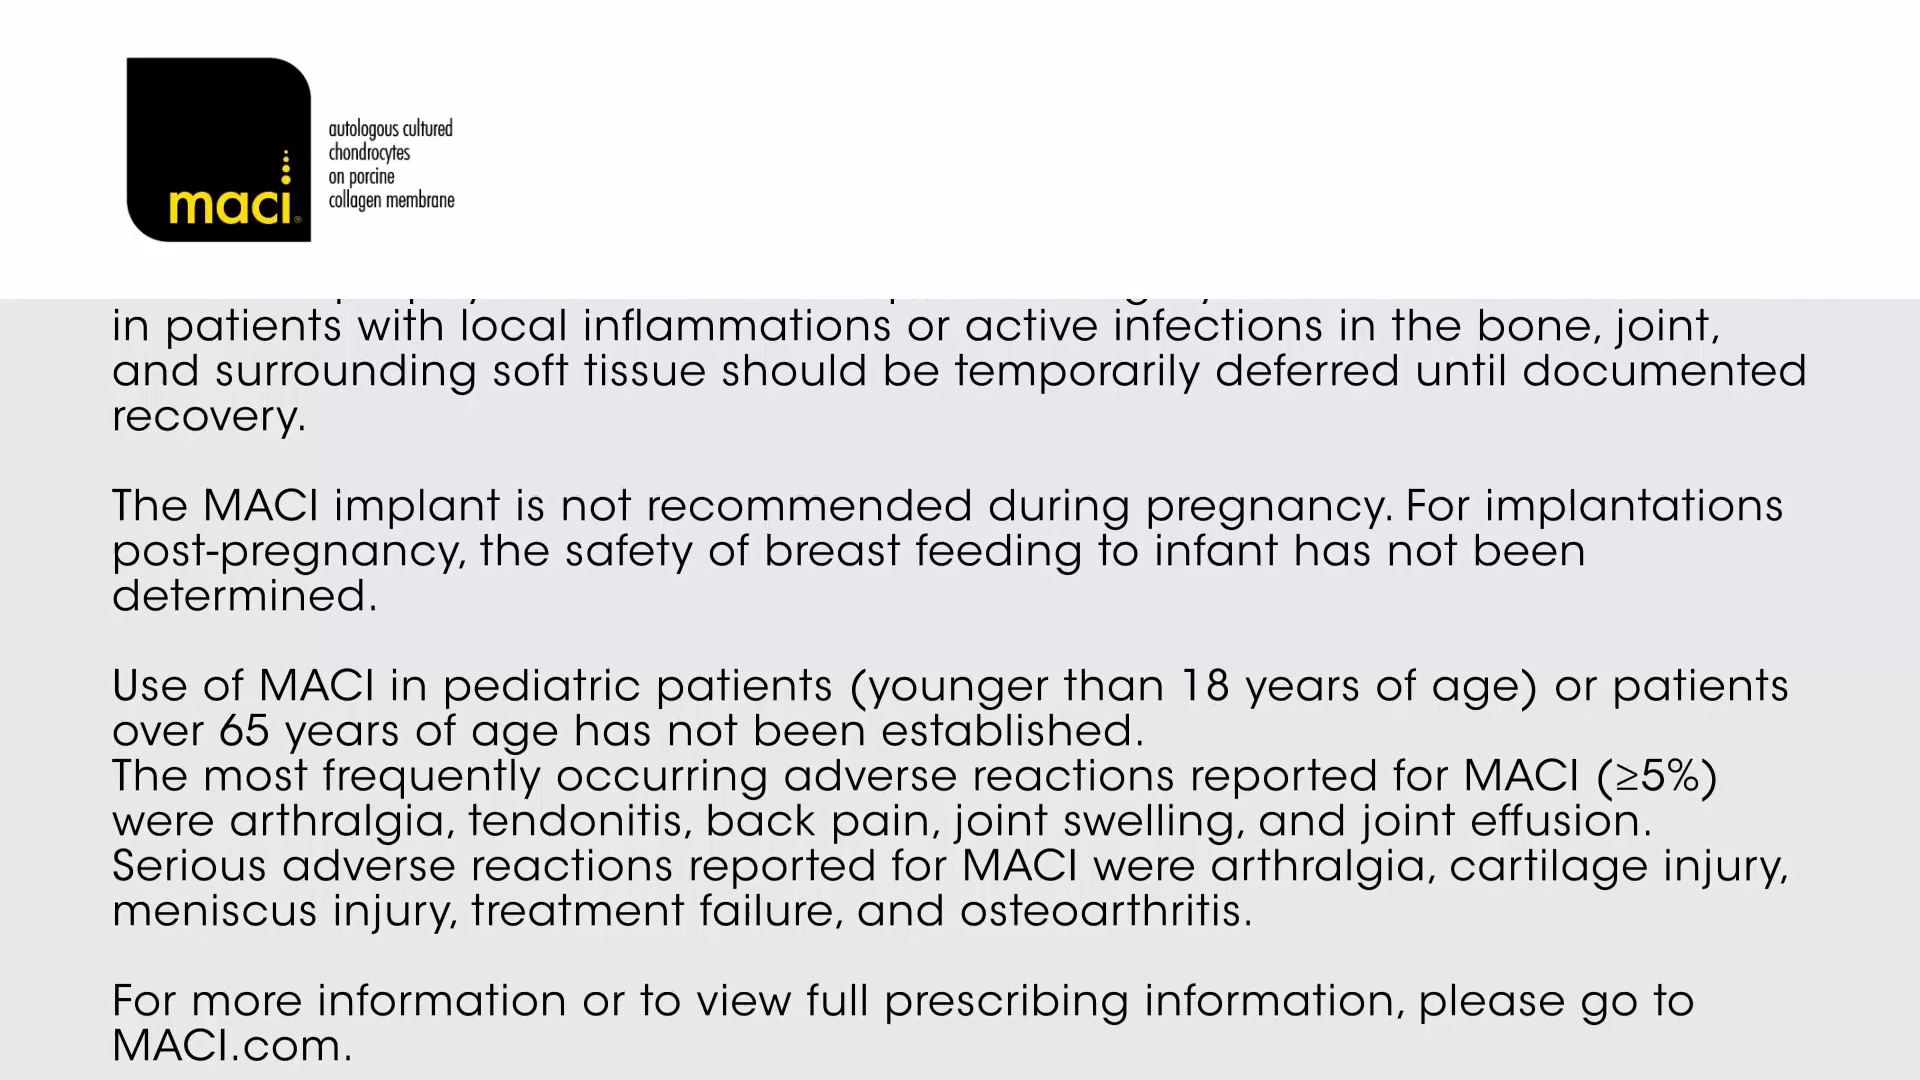 maci®
autologous cultured
chondrocytes
on porcine
collagen membrane
in patients with local inflammations or active infections in the bone, joint,
and surrounding soft tissue should be temporarily deferred until documented
recovery.
The MACI implant is not recommended during pregnancy. For implantations
post-pregnancy, the safety of breast feeding to infant has not been
determined.
Use of MACI in pediatric patients (younger than 18 years of age) or patients
over 65 years of age has not been established.
The most frequently occurring adverse reactions reported for MACI (≥5%)
were arthralgia, tendonitis, back pain, joint swelling, and joint effusion.
Serious adverse reactions reported for MACI were arthralgia, cartilage injury,
meniscus injury, treatment failure, and osteoarthritis.
For more information or to view full prescribing information, please go to
MACI.com.